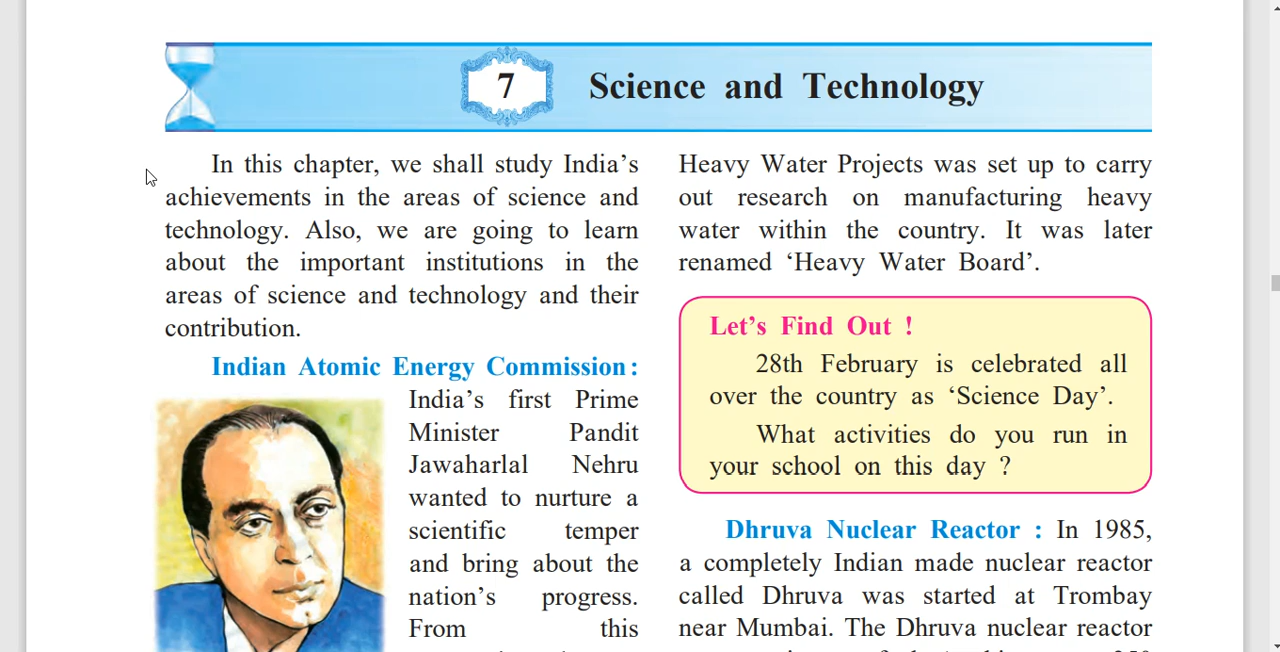 7 Science and Technology
In this chapter, we shall study India’s
achievements in the areas of science and
technology. Also, we are going to learn
about the important institutions in the
areas of science and technology and their
contribution.
Indian Atomic Energy Commission :
India’s first Prime
Minister Pandit
Jawaharlal Nehru
wanted to nurture a
scientific temper
and bring about the
nation’s progress.
From this
Heavy Water Projects was set up to carry
out research on manufacturing heavy
water within the country. It was later
renamed ‘Heavy Water Board’.
Let’s Find Out !
28th February is celebrated all
over the country as ‘Science Day’.
What activities do you run in
your school on this day ?
Dhruva Nuclear Reactor : In 1985,
a completely Indian made nuclear reactor
called Dhruva was started at Trombay
near Mumbai. The Dhruva nuclear reactor